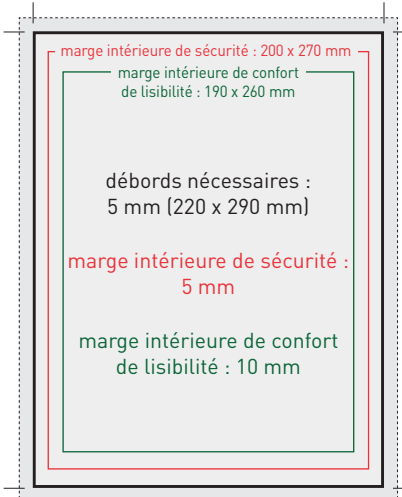 marge intérieure de sécurité : 200 x 270 mm
marge intérieure de confort
de lisibilité : 190 x 260 mm
débords nécessaires :
5 mm (220 x 290 mm)
marge intérieure de sécurité :
5 mm
marge intérieure de confort
de lisibilité : 10 mm